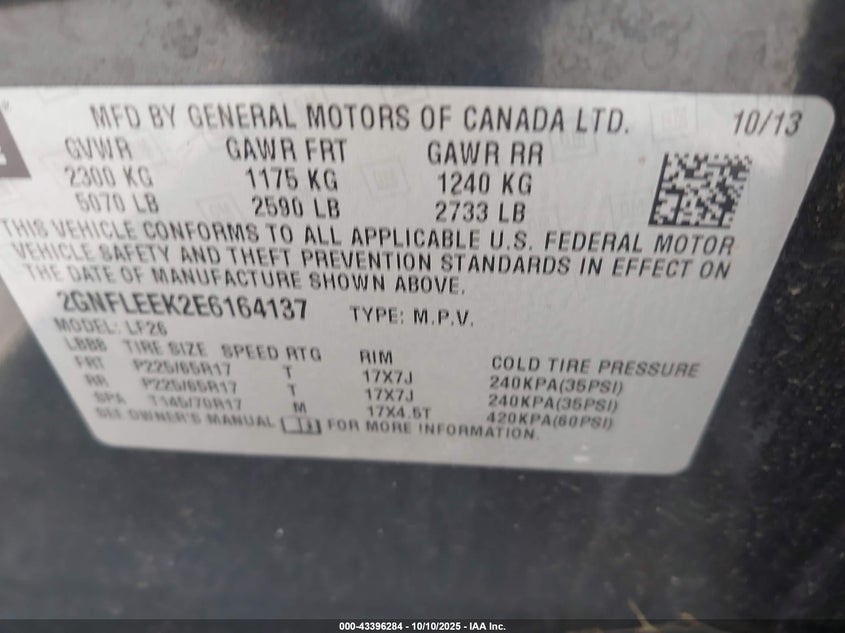 MFD BY GENERAL MOTORS OF CANADA LTD. 10/13
GVWR GAWR FRT GAWR RR
2300 KG 1175 KG 1240 KG
5070 LB 2590 LB 2733 LB
THIS VEHICLE CONFORMS TO ALL APPLICABLE U.S. FEDERAL MOTOR
VEHICLE SAFETY AND THEFT PREVENTION STANDARDS IN EFFECT ON
THE DATE OF MANUFACTURE SHOWN ABOVE.
2GNFLEEK2E6164137 TYPE: M.P.V.
MODEL: LF26
LBBB TIRE SIZE SPEED RTG RIM COLD TIRE PRESSURE
FRT P225/65R17 T 17X7J 240KPA(35PSI)
RR P225/65R17 T 17X7J 240KPA(35PSI)
SPA T145/70R17 M 17X4.5T 420KPA(60PSI)
SEE OWNER'S MANUAL FOR MORE INFORMATION.
000-43396284 - 10/10/2025 - IAA Inc.